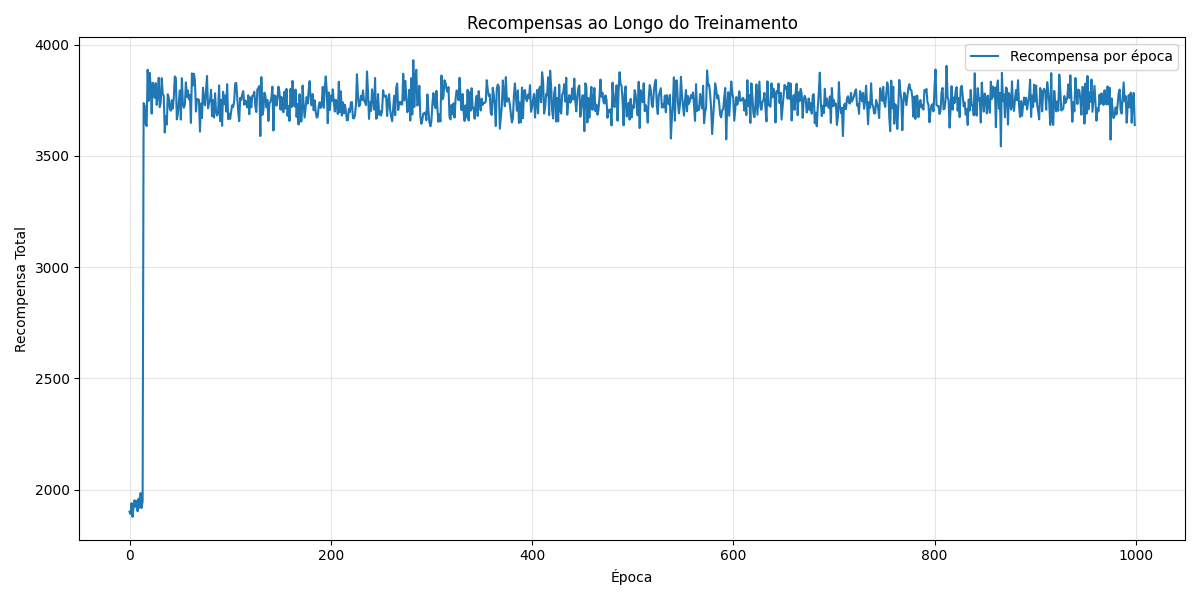 Recompensas ao Longo do Treinamento
Recompensa por época
Recompensa Total
4000
3500
3000
2500
2000
0 200 400 600 800 1000
Época